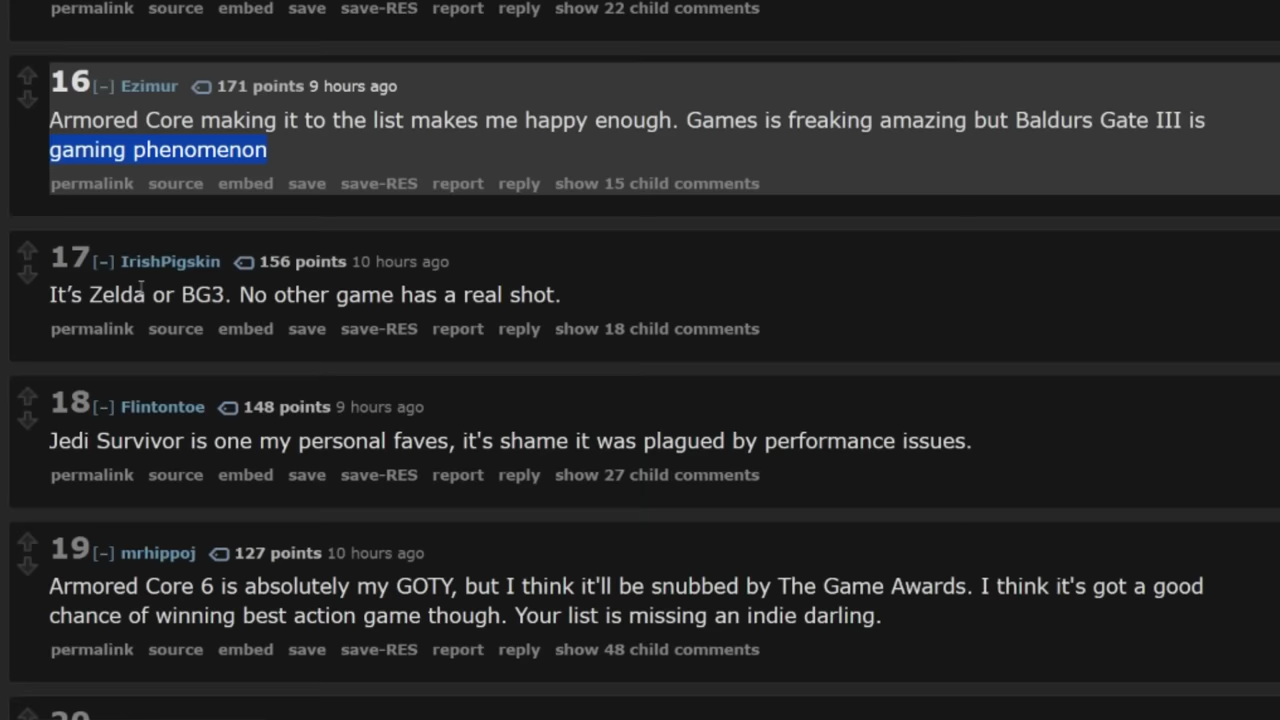 permalink source embed save save-RES report reply show 22 child comments
16 [–] Ezimur 171 points 9 hours ago
Armored Core making it to the list makes me happy enough. Games is freaking amazing but Baldurs Gate III is
gaming phenomenon
permalink source embed save save-RES report reply show 15 child comments
17 [–] IrishPigskin 156 points 10 hours ago
It’s Zelda or BG3. No other game has a real shot.
permalink source embed save save-RES report reply show 18 child comments
18 [–] Flintontoe 148 points 9 hours ago
Jedi Survivor is one my personal faves, it's shame it was plagued by performance issues.
permalink source embed save save-RES report reply show 27 child comments
19 [–] mrhippoj 127 points 10 hours ago
Armored Core 6 is absolutely my GOTY, but I think it'll be snubbed by The Game Awards. I think it's got a good
chance of winning best action game though. Your list is missing an indie darling.
permalink source embed save save-RES report reply show 48 child comments